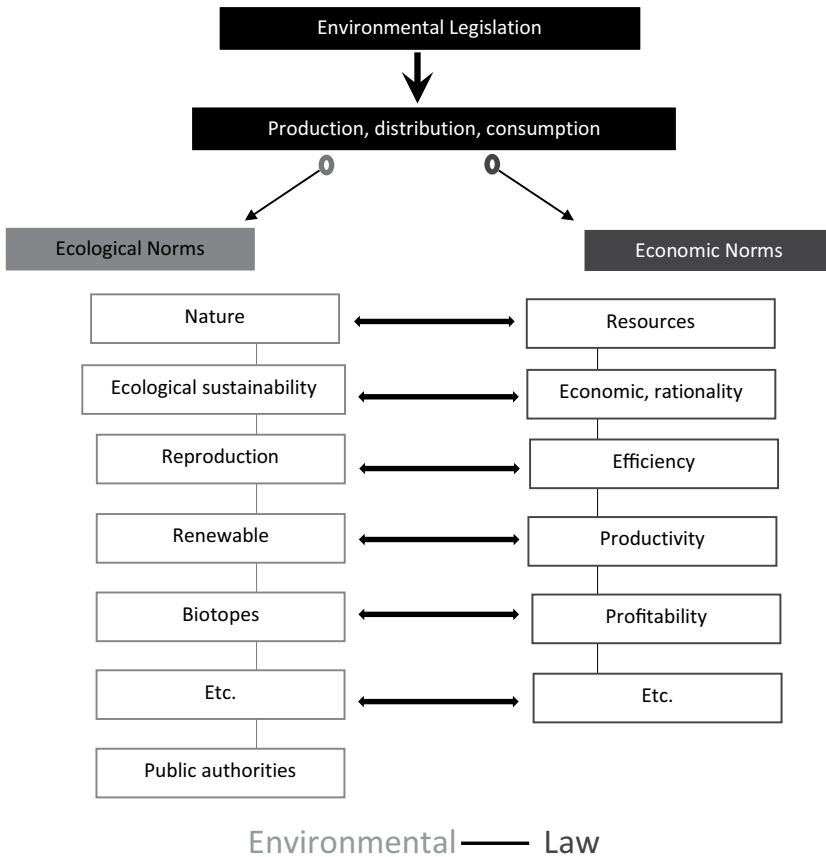 Environmental Legislation
Production, distribution, consumption
Ecological Norms
Economic Norms
Nature
Resources
Ecological sustainability
Economic, rationality
Reproduction
Efficiency
Renewable
Productivity
Biotopes
Profitability
Etc.
Etc.
Public authorities
Environmental Law